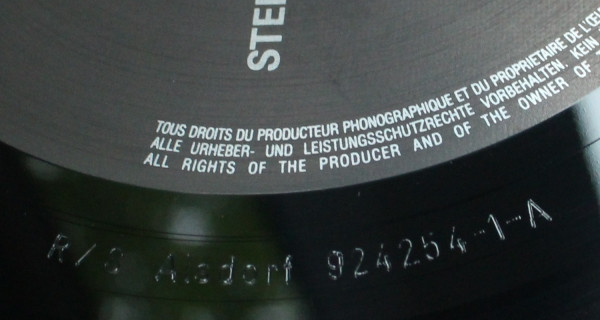 STE
TOUS DROITS DU PRODUCTEUR PHONOGRAPHIQUE ET DU PROPRIETAIRE DE L'ŒU
ALLE URHEBER- UND LEISTUNGSSCHUTZRECHTE VORBEHALTEN. KEIN
ALL RIGHTS OF THE PRODUCER AND OF THE OWNER OF
R/S Alsdorf 924254-1-A